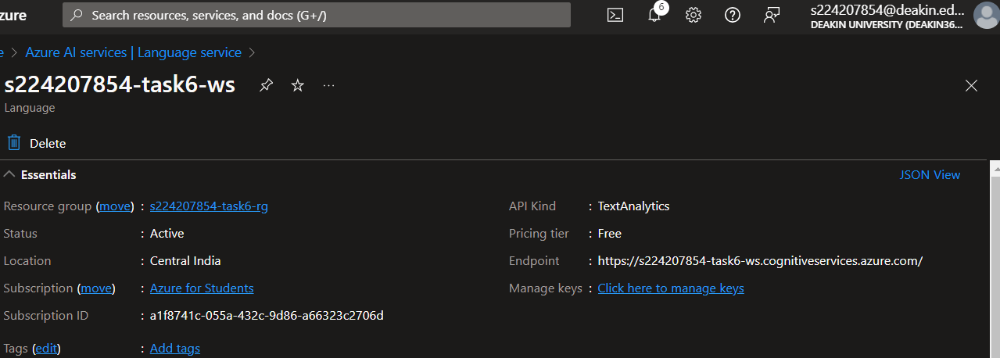 zure
Search resources, services, and docs (G+/)
6
s224207854@deakin.ed...
DEAKIN UNIVERSITY (DEAKIN36...
e > Azure AI services | Language service >
s224207854-task6-ws
Language
Delete
Essentials
JSON View
Resource group (move) : s224207854-task6-rg
API Kind : TextAnalytics
Status : Active
Pricing tier : Free
Location : Central India
Endpoint : https://s224207854-task6-ws.cognitiveservices.azure.com/
Subscription (move) : Azure for Students
Manage keys : Click here to manage keys
Subscription ID : a1f8741c-055a-432c-9d86-a66323c2706d
Tags (edit) : Add tags